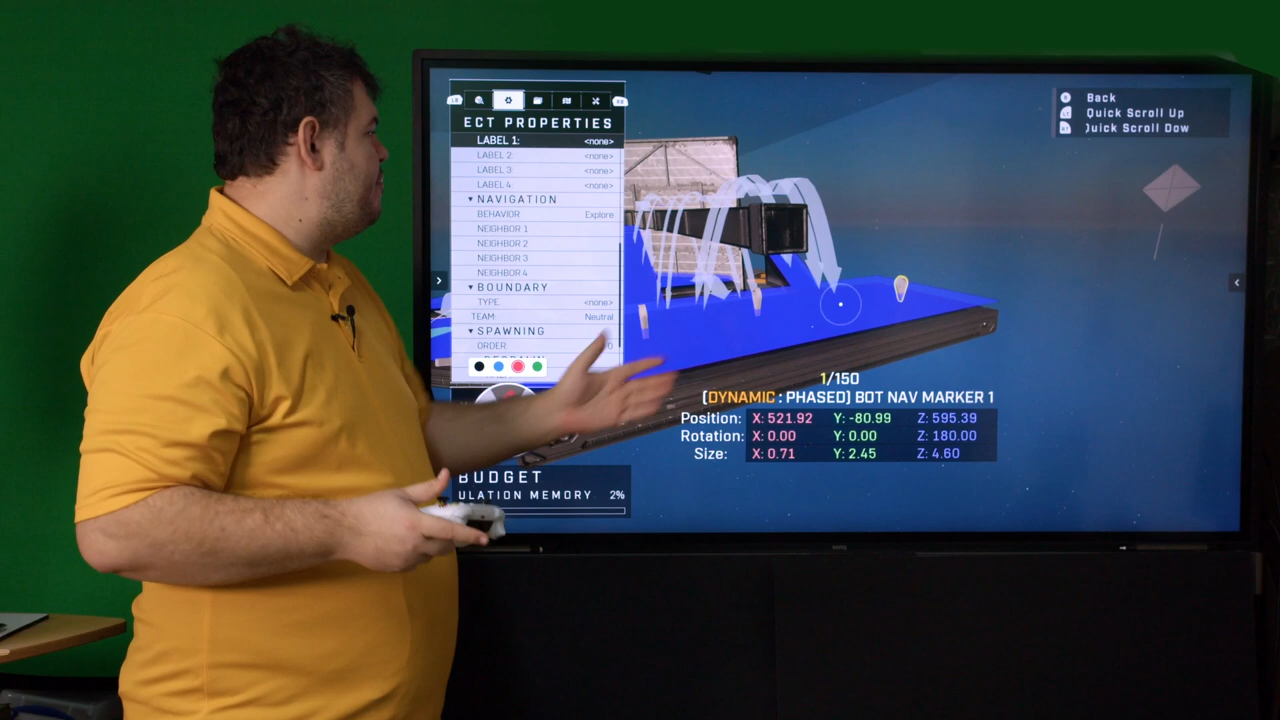 ECT PROPERTIES
LABEL 1: <none>
LABEL 2: <none>
LABEL 3: <none>
LABEL 4: <none>
NAVIGATION
BEHAVIOR Explore
NEIGHBOR 1
NEIGHBOR 2
NEIGHBOR 3
NEIGHBOR 4
BOUNDARY
TYPE: <none>
TEAM: Neutral
SPAWNING
ORDER:
BUDGET
ULATION MEMORY 2%
Back
Quick Scroll Up
Quick Scroll Dow
1/150
[DYNAMIC : PHASED] BOT NAV MARKER 1
Position: X: 521.92 Y: -80.99 Z: 595.39
Rotation: X: 0.00 Y: 0.00 Z: 180.00
Size: X: 0.71 Y: 2.45 Z: 4.60